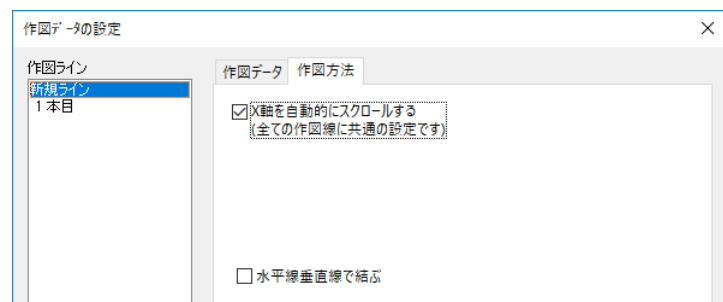 作図データの設定
作図ライン
新規ライン
1本目
作図データ 作図方法
X軸を自動的にスクロールする
(全ての作図線に共通の設定です)
水平線垂直線で結ぶ